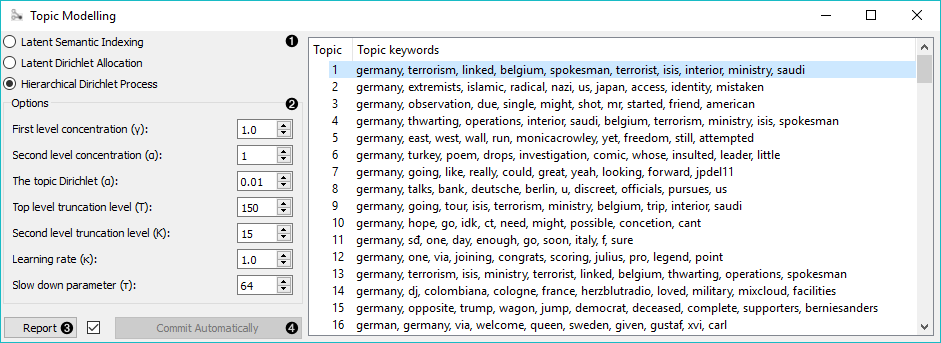 Topic Modelling
Latent Semantic Indexing 1
Latent Dirichlet Allocation
Hierarchical Dirichlet Process
Options 2
First level concentration (γ): 1.0
Second level concentration (α): 1
The topic Dirichlet (α): 0.01
Top level truncation level (T): 150
Second level truncation level (K): 15
Learning rate (κ): 1.0
Slow down parameter (τ): 64
Report 3
Commit Automatically 4
Topic Topic keywords
1 germany, terrorism, linked, belgium, spokesman, terrorist, isis, interior, ministry, saudi
2 germany, extremists, islamic, radical, nazi, us, japan, access, identity, mistaken
3 germany, observation, due, single, might, shot, mr, started, friend, american
4 germany, thwarting, operations, interior, saudi, belgium, terrorism, ministry, isis, spokesman
5 germany, east, west, wall, run, monicacrowley, yet, freedom, still, attempted
6 germany, turkey, poem, drops, investigation, comic, whose, insulted, leader, little
7 germany, going, like, really, could, great, yeah, looking, forward, jpdel11
8 germany, talks, bank, deutsche, berlin, u, discreet, officials, pursues, us
9 germany, going, tour, isis, terrorism, ministry, belgium, trip, interior, saudi
10 germany, hope, go, idk, ct, need, might, possible, concetion, cant
11 germany, sđ, one, day, enough, go, soon, italy, f, sure
12 germany, one, via, joining, congrats, scoring, julius, pro, legend, point
13 germany, terrorism, isis, ministry, terrorist, linked, belgium, thwarting, operations, spokesman
14 germany, dj, colombiana, cologne, france, herzblutradio, loved, military, mixcloud, facilities
15 germany, opposite, trump, wagon, jump, democrat, deceased, complete, supporters, berniesanders
16 german, germany, via, welcome, queen, sweden, given, gustaf, xvi, carl